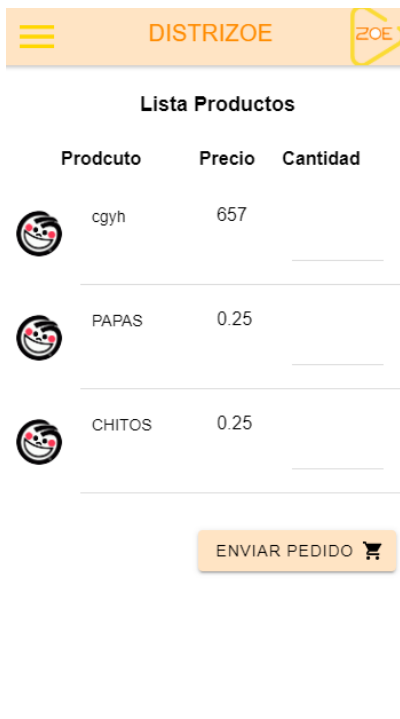 DISTRIZOE ZOE
Lista Productos
Prodcuto Precio Cantidad
cgyh 657
PAPAS 0.25
CHITOS 0.25
ENVIAR PEDIDO